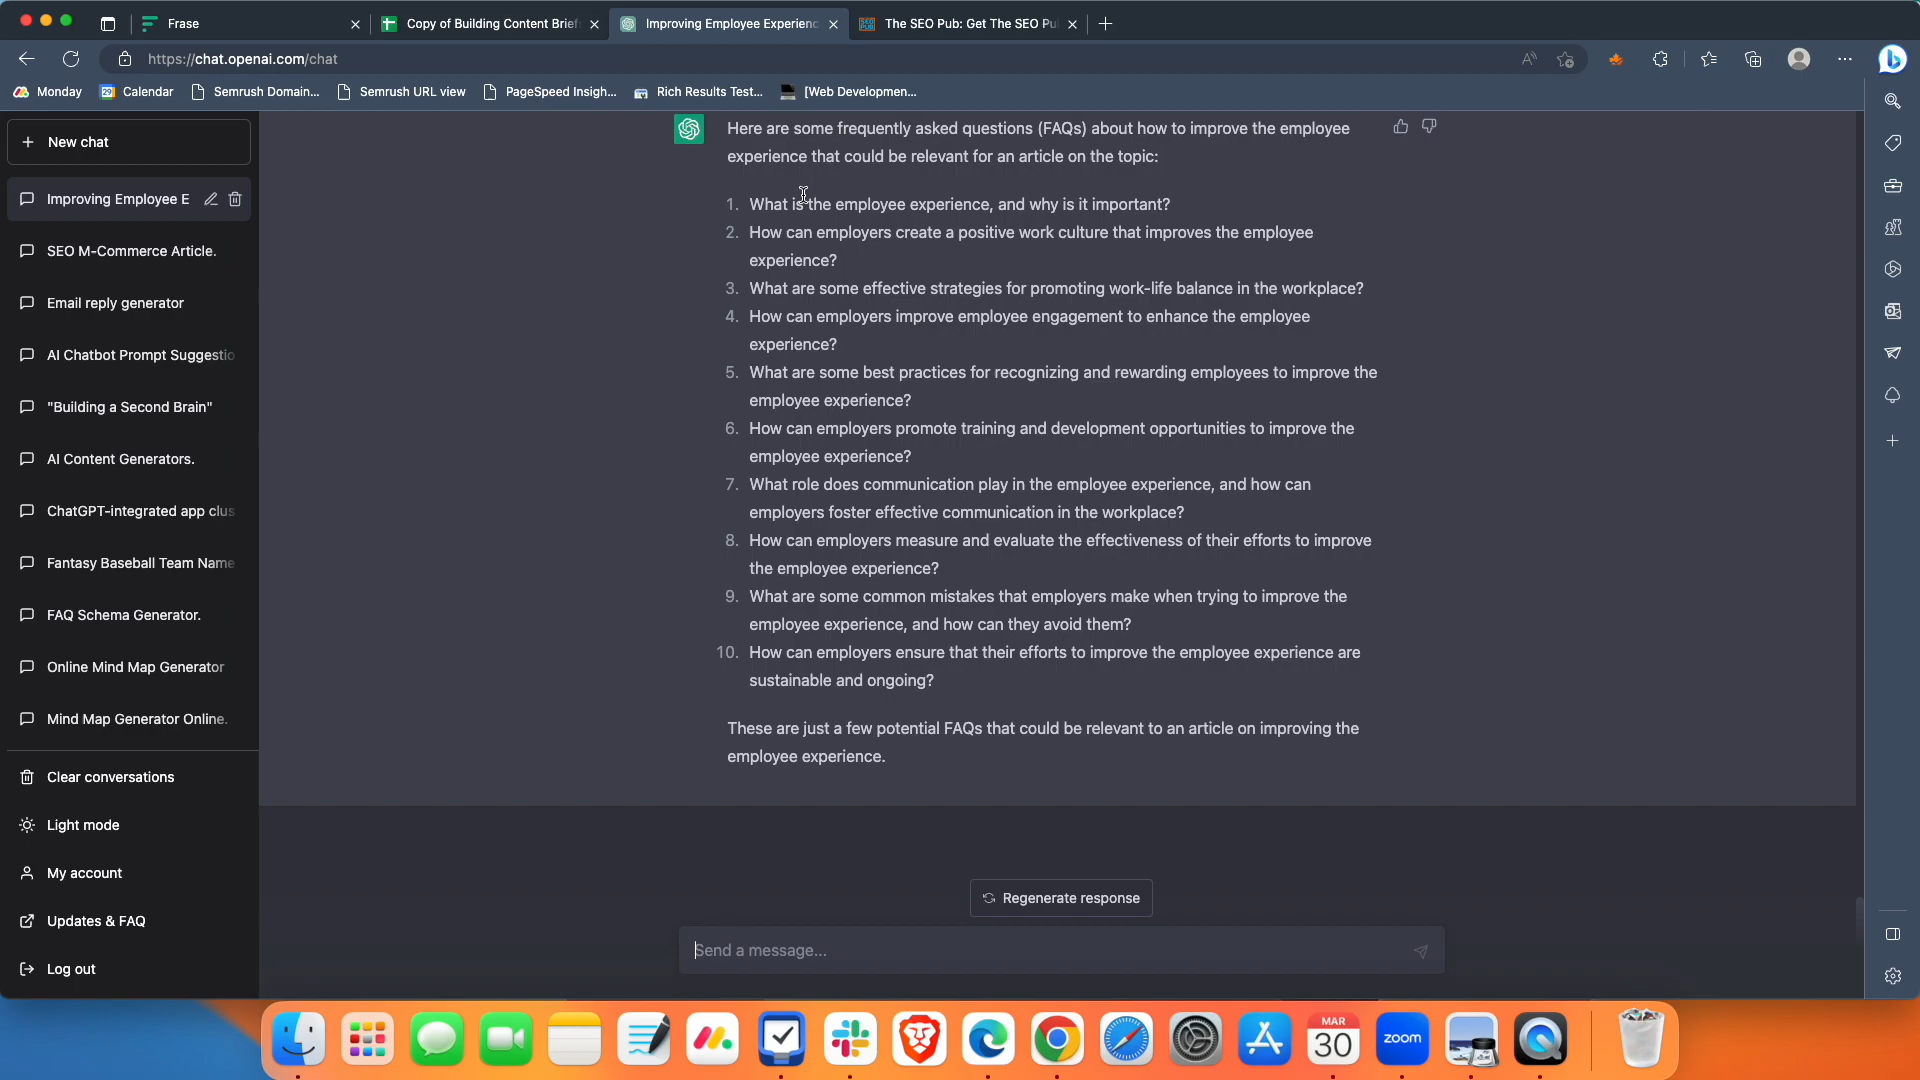 Frase
Copy of Building Content Brief
Improving Employee Experienc
The SEO Pub: Get The SEO Pu
https://chat.openai.com/chat
Monday
Calendar
Semrush Domain...
Semrush URL view
PageSpeed Insigh...
Rich Results Test...
[Web Developmen...
New chat
Improving Employee E
SEO M-Commerce Article.
Email reply generator
AI Chatbot Prompt Suggestio
"Building a Second Brain"
AI Content Generators.
ChatGPT-integrated app clus
Fantasy Baseball Team Name
FAQ Schema Generator.
Online Mind Map Generator
Mind Map Generator Online.
Clear conversations
Light mode
My account
Updates & FAQ
Log out
Here are some frequently asked questions (FAQs) about how to improve the employee
experience that could be relevant for an article on the topic:
1. What is the employee experience, and why is it important?
2. How can employers create a positive work culture that improves the employee
experience?
3. What are some effective strategies for promoting work-life balance in the workplace?
4. How can employers improve employee engagement to enhance the employee
experience?
5. What are some best practices for recognizing and rewarding employees to improve the
employee experience?
6. How can employers promote training and development opportunities to improve the
employee experience?
7. What role does communication play in the employee experience, and how can
employers foster effective communication in the workplace?
8. How can employers measure and evaluate the effectiveness of their efforts to improve
the employee experience?
9. What are some common mistakes that employers make when trying to improve the
employee experience, and how can they avoid them?
10. How can employers ensure that their efforts to improve the employee experience are
sustainable and ongoing?
These are just a few potential FAQs that could be relevant to an article on improving the
employee experience.
Regenerate response
Send a message...
MAR
30
zoom